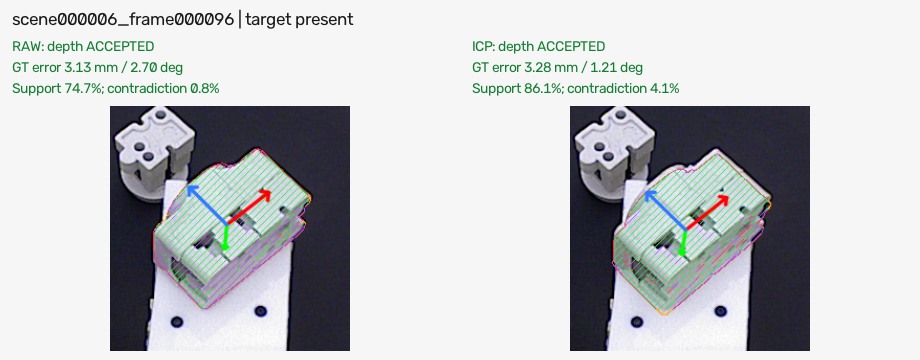 scene000006_frame000096 | target present
RAW: depth ACCEPTED
GT error 3.13 mm / 2.70 deg
Support 74.7%; contradiction 0.8%
ICP: depth ACCEPTED
GT error 3.28 mm / 1.21 deg
Support 86.1%; contradiction 4.1%